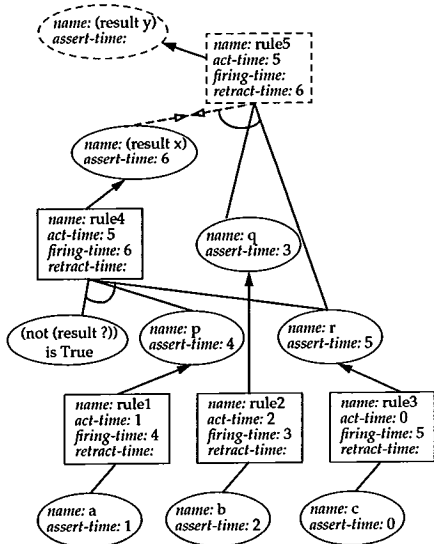 name: (result y)
assert-time:
name: rule5
act-time: 5
firing-time:
retract-time: 6
name: (result x)
assert-time: 6
name: rule4
act-time: 5
firing-time: 6
retract-time:
name: q
assert-time: 3
(not (result ?))
is True
name: p
assert-time: 4
name: r
assert-time: 5
name: rule1
act-time: 1
firing-time: 4
retract-time:
name: rule2
act-time: 2
firing-time: 3
retract-time:
name: rule3
act-time: 0
firing-time: 5
retract-time:
name: a
assert-time: 1
name: b
assert-time: 2
name: c
assert-time: 0